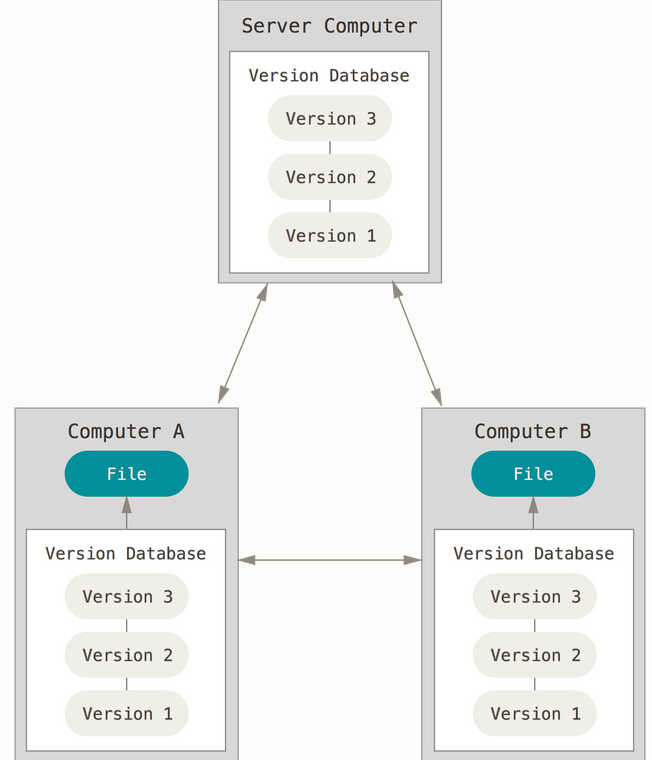 Server Computer
Version Database
Version 3
Version 2
Version 1
Computer A
File
Version Database
Version 3
Version 2
Version 1
Computer B
File
Version Database
Version 3
Version 2
Version 1